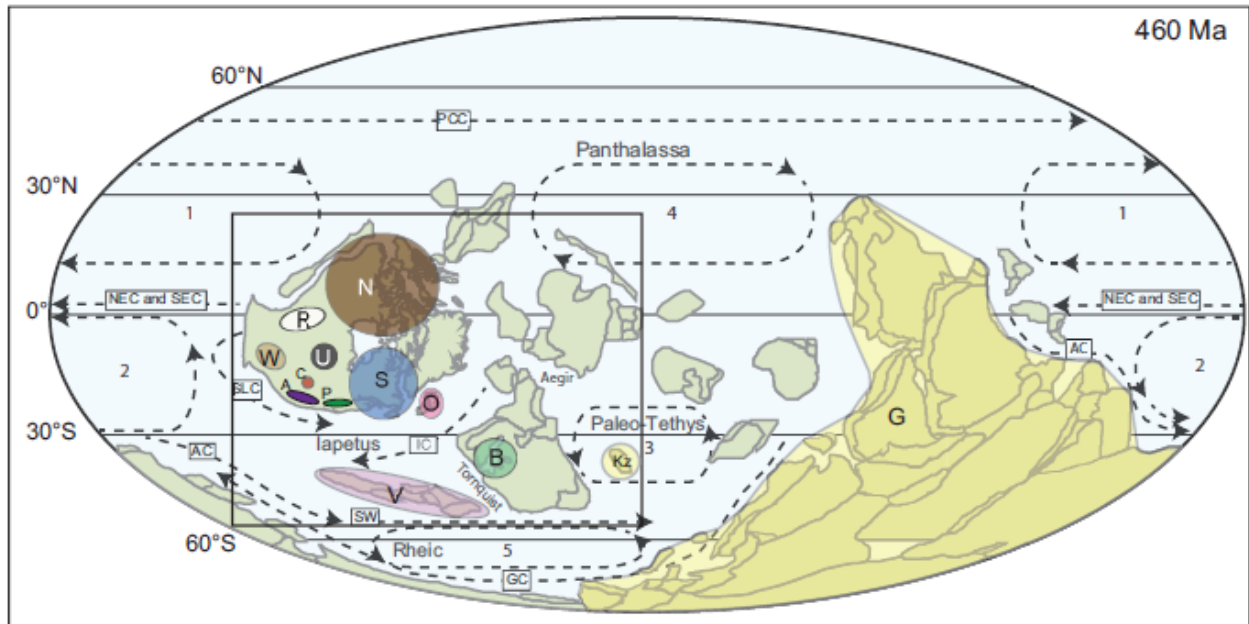 460 Ma
60°N
PCC
Panthalassa
30°N
1
4
1
N
0°
NEC and SEC
NEC and SEC
R
W
U
AC
2
2
C
S
Aegir
SLC
A
P
O
G
Paleo-Tethys
30°S
Iapetus
IC
3
AC
B
Kz
Tornquist
V
SW
60°S
Rheic
5
GC